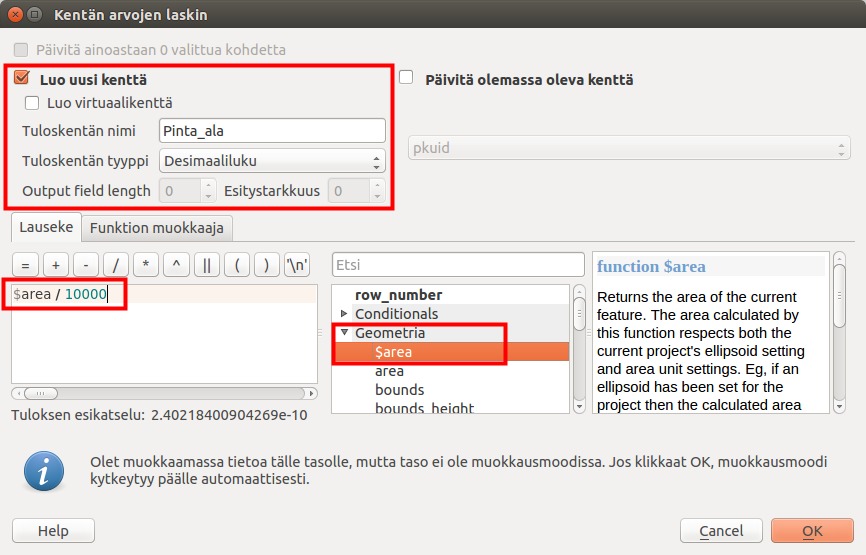 Kentän arvojen laskin
Päivitä ainoastaan 0 valittua kohdetta
Luo uusi kenttä
Päivitä olemassa oleva kenttä
Luo virtuaalikenttä
Tuloskentän nimi Pinta_ala
pkuid
Tuloskentän tyyppi Desimaaliluku
Output field length 0 Esitystarkkuus 0
Lauseke Funktion muokkaaja
= + - / * ^ || ( ) '\n'
Etsi
function $area
$area / 10000
row_number
Conditionals
Geometria
$area
area
bounds
bounds_height
Returns the area of the current
feature. The area calculated by
this function respects both the
current project's ellipsoid setting
and area unit settings. Eg, if an
ellipsoid has been set for the
project then the calculated area
Tuloksen esikatselu: 2.40218400904269e-10
Olet muokkaamassa tietoa tälle tasolle, mutta taso ei ole muokkausmoodissa. Jos klikkaat OK, muokkausmoodi
kytkeytyy päälle automaattisesti.
Help Cancel OK